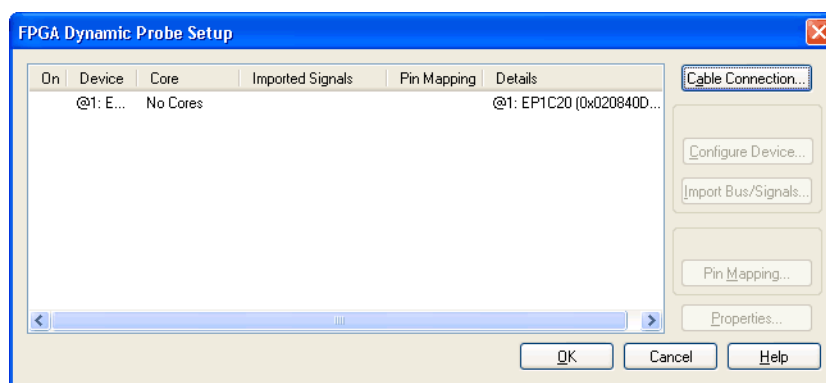 FPGA Dynamic Probe Setup
On Device Core Imported Signals Pin Mapping Details
@1: E... No Cores @1: EP1C20 (0x020840D...
Cable Connection...
Configure Device...
Import Bus/Signals...
Pin Mapping...
Properties...
OK Cancel Help